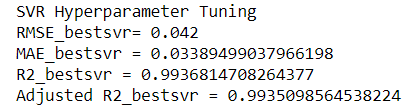 SVR Hyperparameter Tuning
RMSE_bestsvr= 0.042
MAE_bestsvr = 0.03389499037966198
R2_bestsvr = 0.9936814708264377
Adjusted R2_bestsvr = 0.9935098564538224